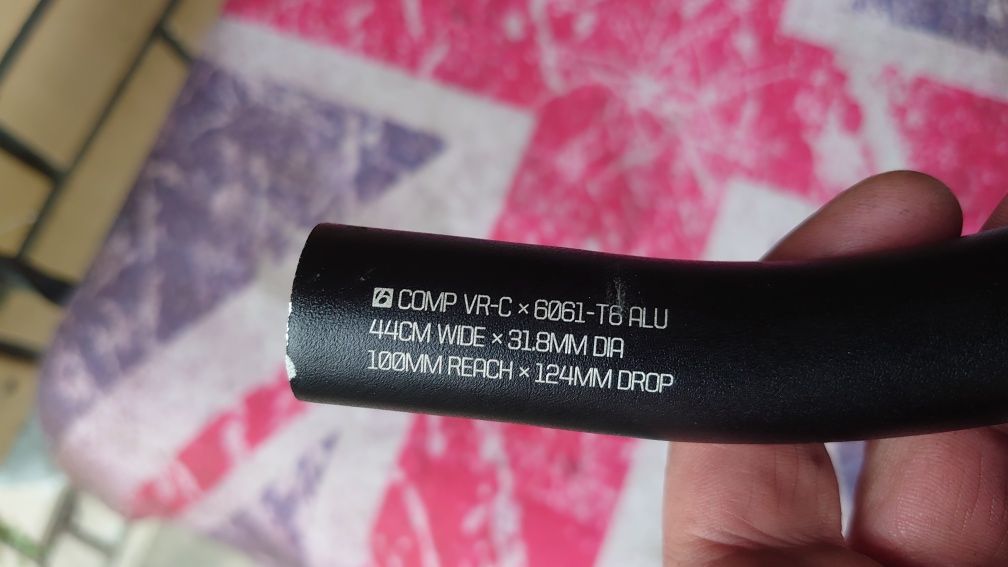 COMP VR-C × 6061-T6 ALU
44CM WIDE × 31.8MM DIA
100MM REACH × 124MM DROP